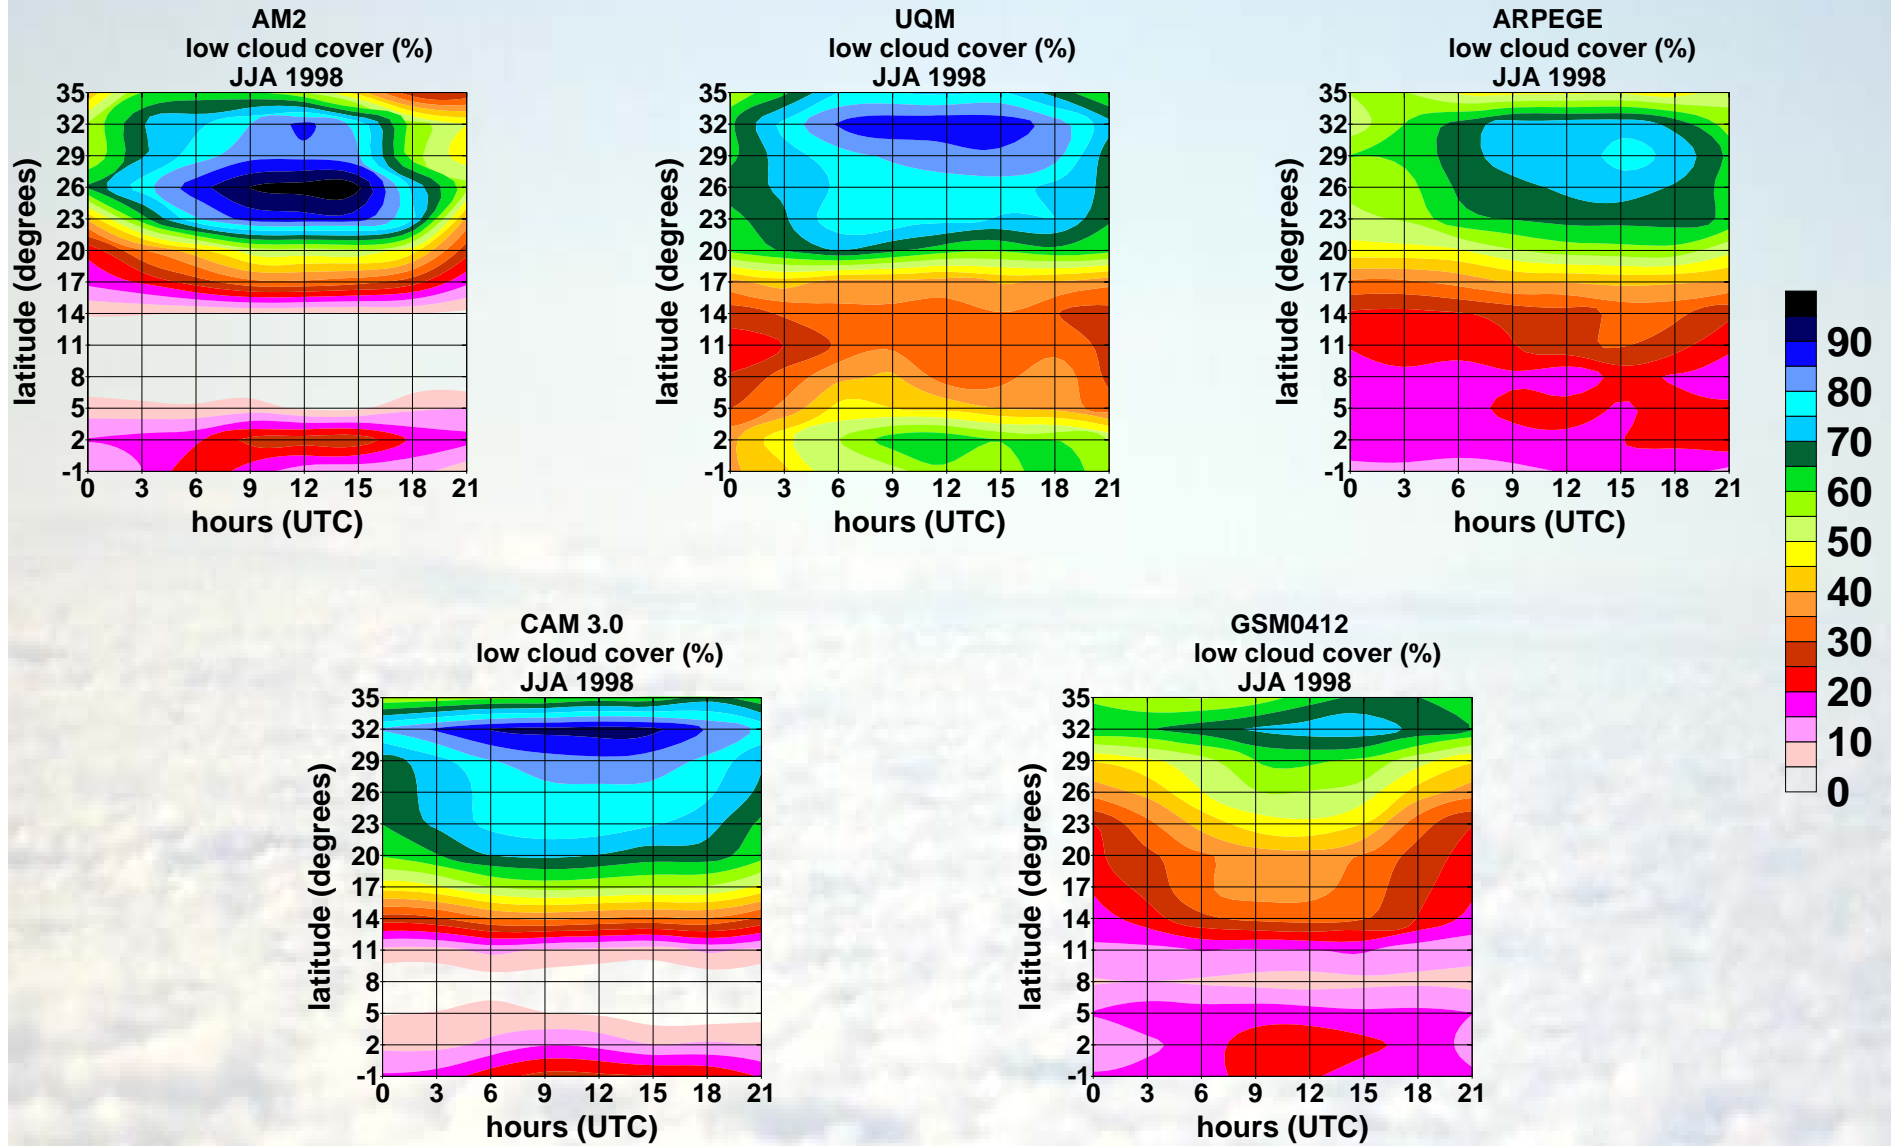 AM2
low cloud cover (%)
JJA 1998
35
32
29
26
23
20
17
14
11
8
5
2
-1
0 3 6 9 12 15 18 21
latitude (degrees)
hours (UTC)
UQM
low cloud cover (%)
JJA 1998
35
32
29
26
23
20
17
14
11
8
5
2
-1
0 3 6 9 12 15 18 21
latitude (degrees)
hours (UTC)
ARPEGE
low cloud cover (%)
JJA 1998
35
32
29
26
23
20
17
14
11
8
5
2
-1
0 3 6 9 12 15 18 21
latitude (degrees)
hours (UTC)
90
80
70
60
50
40
30
20
10
0
CAM 3.0
low cloud cover (%)
JJA 1998
35
32
29
26
23
20
17
14
11
8
5
2
-1
0 3 6 9 12 15 18 21
latitude (degrees)
hours (UTC)
GSM0412
low cloud cover (%)
JJA 1998
35
32
29
26
23
20
17
14
11
8
5
2
-1
0 3 6 9 12 15 18 21
latitude (degrees)
hours (UTC)